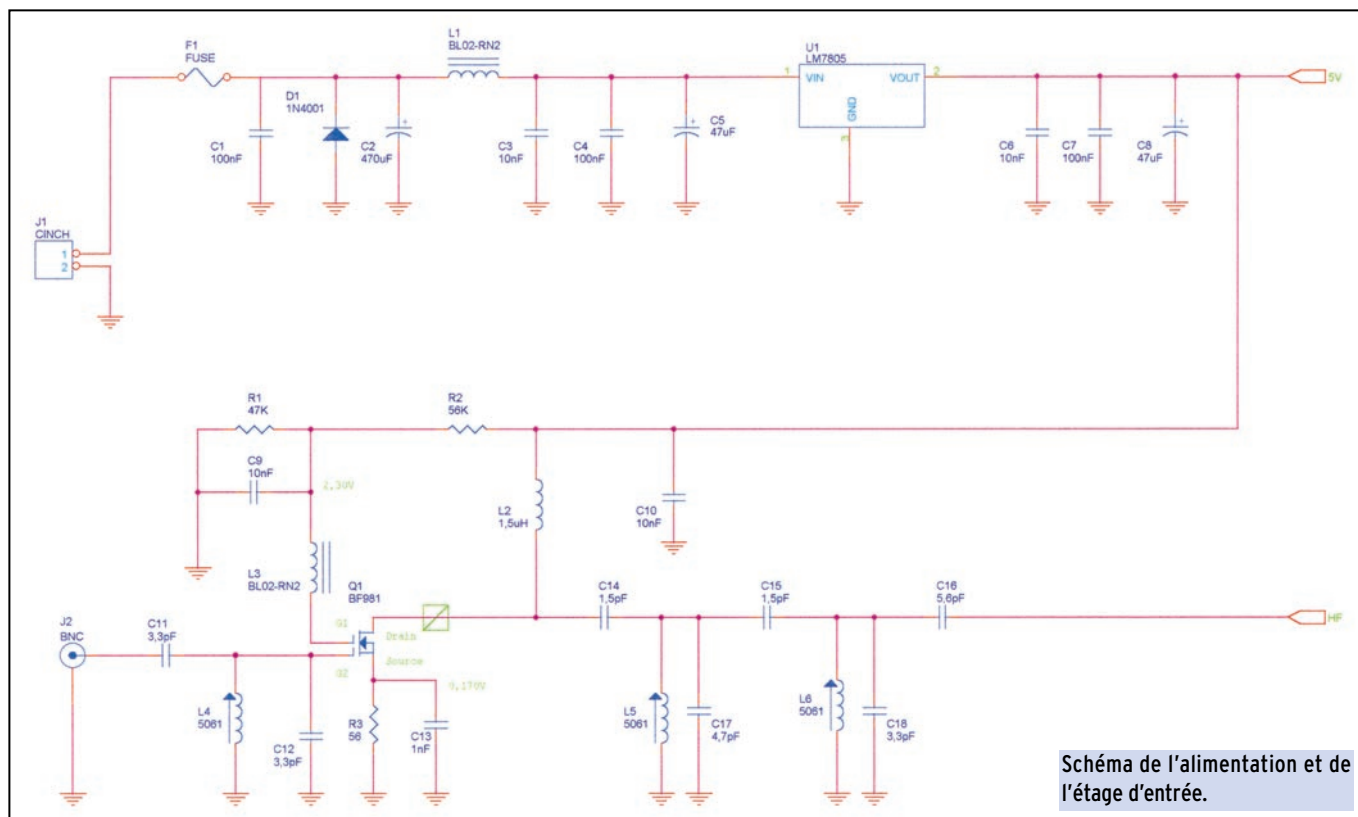 F1
FUSE
L1
BL02-RN2
U1
LM7805
1
VIN
VOUT
2
GND
3
5V
D1
1N4001
C1
100nF
C2
470uF
C3
10nF
C4
100nF
C5
47uF
C6
10nF
C7
100nF
C8
47uF
J1
CINCH
1
2
R1
47K
R2
56K
C9
10nF
2.30V
L2
1,5uH
C10
10nF
L3
BL02-RN2
Q1
BF981
G1
Drain
Source
G2
0,170V
J2
BNC
C11
3,3pF
L4
5061
C12
3,3pF
R3
56
C13
1nF
C14
1,5pF
C15
1,5pF
C16
5,6pF
HF
L5
5061
C17
4,7pF
L6
5061
C18
3,3pF
Schéma de l'alimentation et de
l'étage d'entrée.